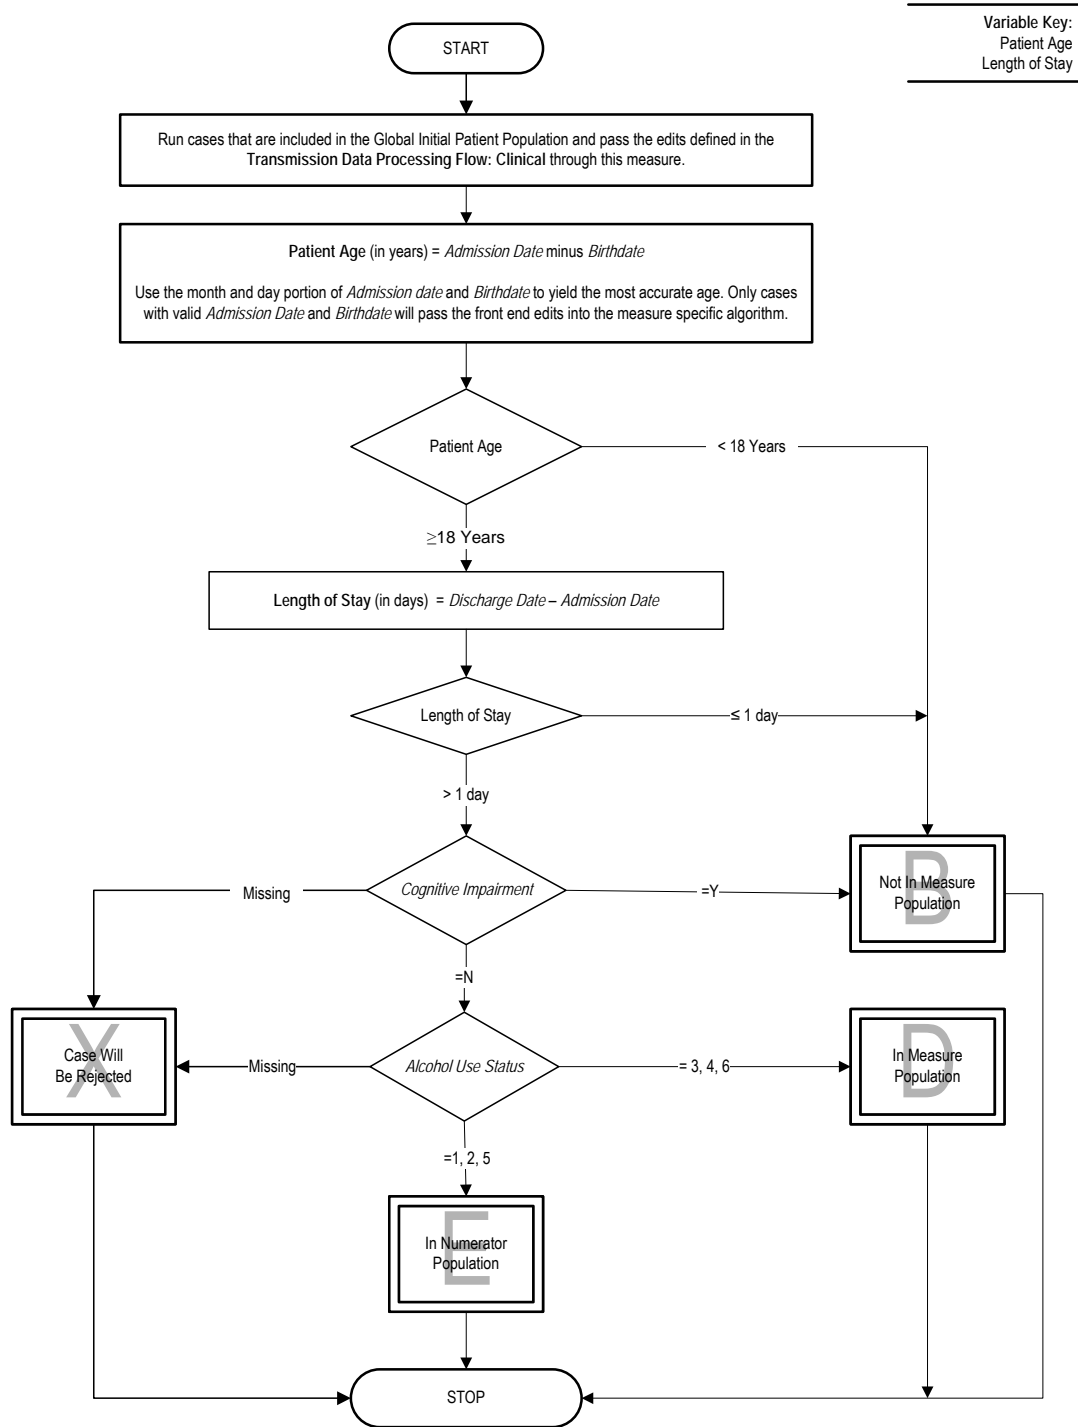 Variable Key:
Patient Age
Length of Stay
START
Run cases that are included in the Global Initial Patient Population and pass the edits defined in the
Transmission Data Processing Flow: Clinical through this measure.
Patient Age (in years) = Admission Date minus Birthdate
Use the month and day portion of Admission date and Birthdate to yield the most accurate age. Only cases
with valid Admission Date and Birthdate will pass the front end edits into the measure specific algorithm.
Patient Age
< 18 Years
≥18 Years
Length of Stay (in days) = Discharge Date – Admission Date
Length of Stay
≤ 1 day
> 1 day
Cognitive Impairment
Missing
=Y
B
Not In Measure
Population
=N
X
Case Will
Be Rejected
Missing
Alcohol Use Status
= 3, 4, 6
D
In Measure
Population
=1, 2, 5
E
In Numerator
Population
STOP